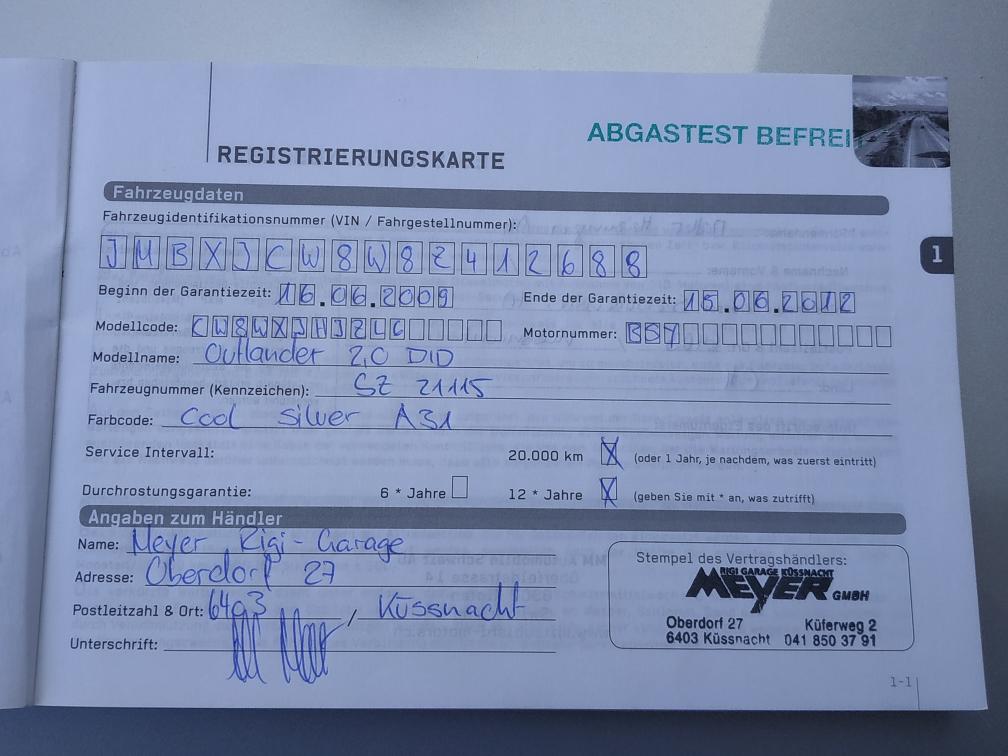 ABGASTEST BEFREI
REGISTRIERUNGSKARTE
Fahrzeugdaten
Fahrzeugidentifikationsnummer (VIN / Fahrgestellnummer):
JMBXJCW8W8Z412688
1
Beginn der Garantiezeit: 16.06.2009 Ende der Garantiezeit: 15.06.2012
Modellcode: CW8WXJHJZL6 Motornummer: BSY
Modellname: Outlander 2.0 DID
Fahrzeugnummer (Kennzeichen): SZ 21115
Farbcode: Cool Silver A31
Service Intervall: 20.000 km X (oder 1 Jahr, je nachdem, was zuerst eintritt)
Durchrostungsgarantie: 6 * Jahre 12 * Jahre X (geben Sie mit * an, was zutrifft)
Angaben zum Händler
Name: Meyer Rigi-Garage
Adresse: Oberdorf 27
Postleitzahl & Ort: 6403 / Küssnacht
Unterschrift:
Stempel des Vertragshändlers:
RIGI GARAGE KÜSSNACHT
MEYER GMBH
Oberdorf 27 Küferweg 2
6403 Küssnacht 041 850 37 91
1-1